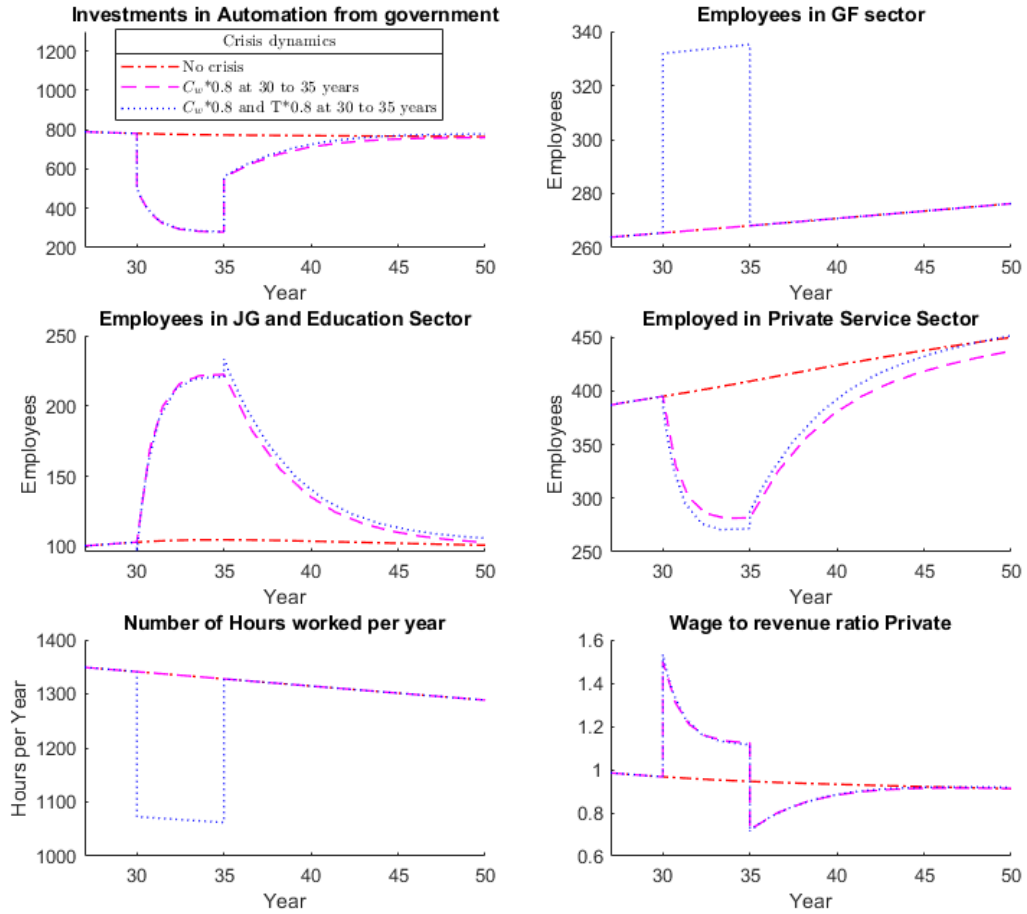 Investments in Automation from government
Crisis dynamics
No crisis
C_w*0.8 at 30 to 35 years
C_w*0.8 and T*0.8 at 30 to 35 years
1200
1000
800
600
400
200
30 35 40 45 50
Year
Employees in GF sector
Employees
340
320
300
280
260
30 35 40 45 50
Year
Employees in JG and Education Sector
Employees
250
200
150
100
30 35 40 45 50
Year
Employed in Private Service Sector
Employees
450
400
350
300
250
30 35 40 45 50
Year
Number of Hours worked per year
Hours per Year
1400
1300
1200
1100
1000
30 35 40 45 50
Year
Wage to revenue ratio Private
1.6
1.4
1.2
1
0.8
0.6
30 35 40 45 50
Year